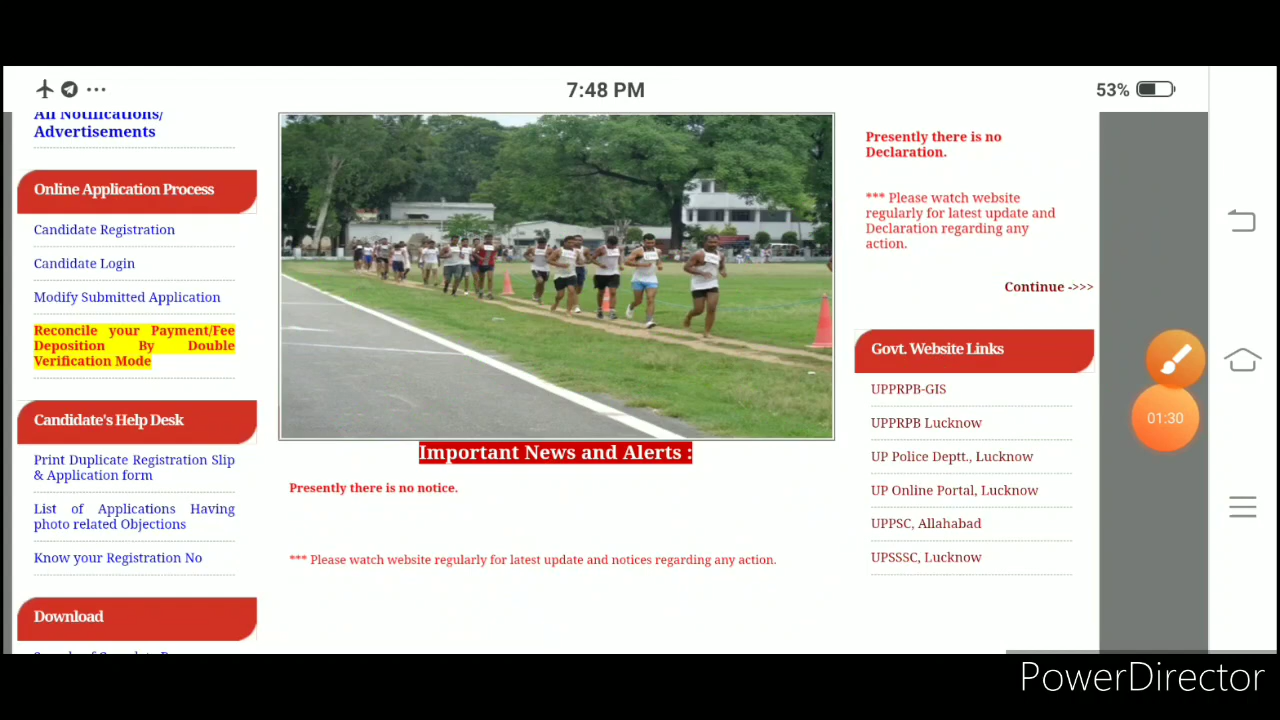 7:48 PM
53%
All Notifications/
Advertisements
Online Application Process
Candidate Registration
Candidate Login
Modify Submitted Application
Reconcile your Payment/Fee
Deposition By Double
Verification Mode
Candidate's Help Desk
Print Duplicate Registration Slip
& Application form
List of Applications Having
photo related Objections
Know your Registration No
Download
Important News and Alerts :
Presently there is no notice.
*** Please watch website regularly for latest update and notices regarding any action.
Presently there is no
Declaration.
*** Please watch website
regularly for latest update and
Declaration regarding any
action.
Continue ->>>
Govt. Website Links
UPPRPB-GIS
UPPRPB Lucknow
UP Police Deptt., Lucknow
UP Online Portal, Lucknow
UPPSC, Allahabad
UPSSSC, Lucknow
01:30
PowerDirector